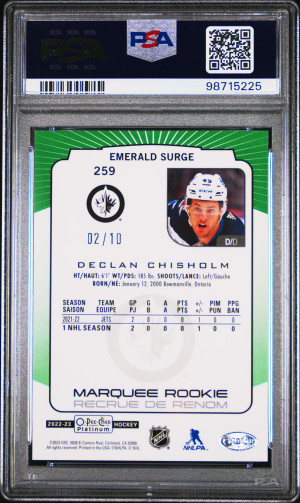 PSA
PSA
98715225
EMERALD SURGE
259
02/10
D/D
DECLAN CHISHOLM
HT/HAUT: 6'1" WT/PDS: 185 lbs. SHOOTS/LANCE: Left/Gauche
BORN/NÉ: January 12, 2000 Bowmanville, Ontario
SEASON TEAM GP G A PTS +/- PIM PPG
SAISON EQUIPE PJ B A PTS +/- PUN BAN
2021-22 JETS 2 0 0 0 1 0 0
1 NHL SEASON 2 0 0 0 1 0 0
MARQUEE ROOKIE
RECRUE DE RENOM
2022-23 O-Pee-Chee Platinum HOCKEY
NHL NHLPA